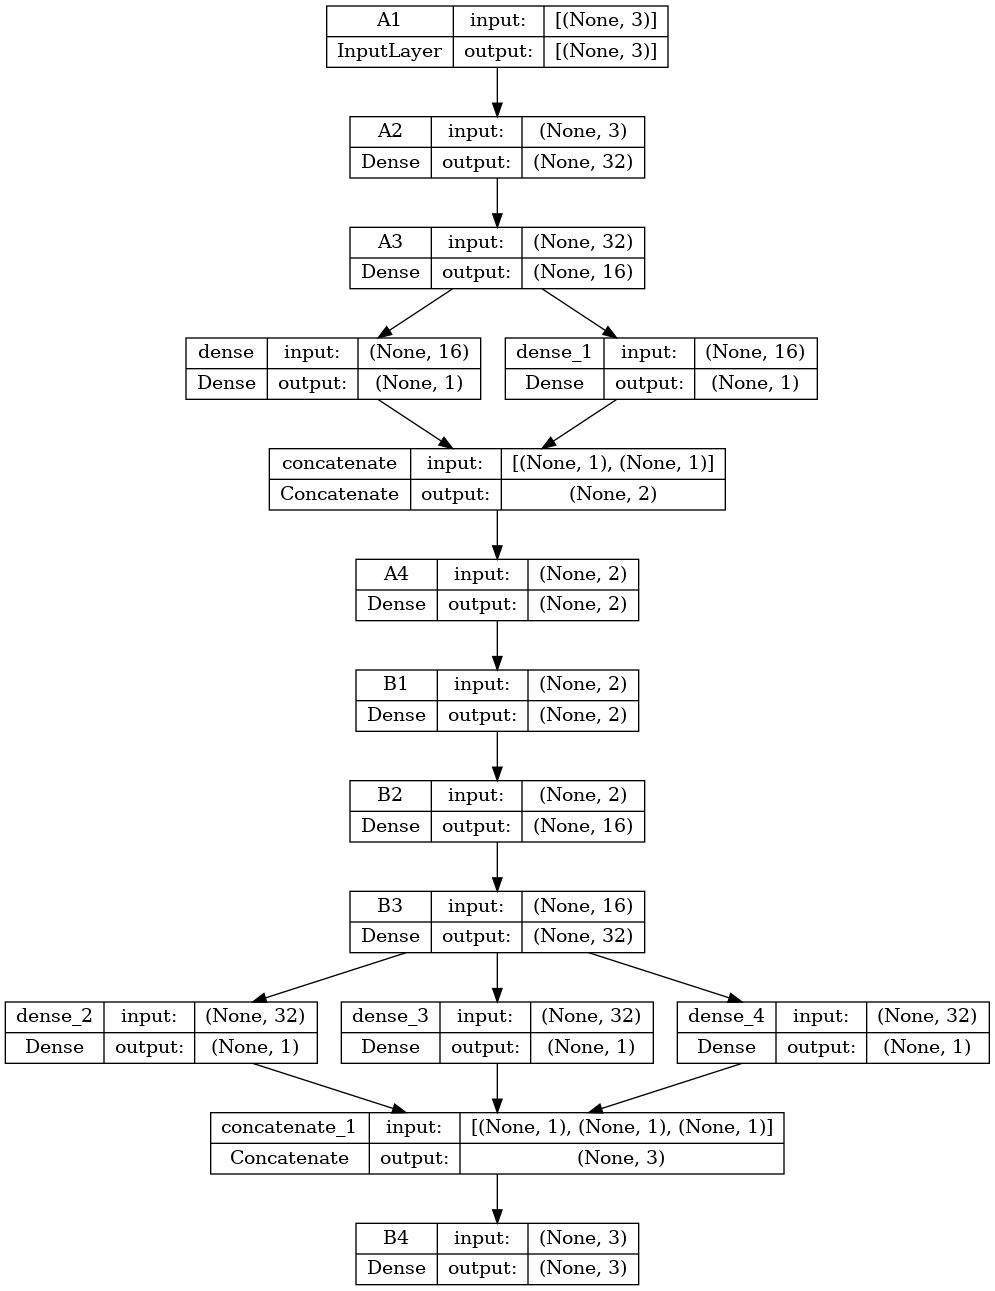 A1 input: [(None, 3)]
InputLayer output: [(None, 3)]
A2 input: (None, 3)
Dense output: (None, 32)
A3 input: (None, 32)
Dense output: (None, 16)
dense input: (None, 16)
Dense output: (None, 1)
dense_1 input: (None, 16)
Dense output: (None, 1)
concatenate input: [(None, 1), (None, 1)]
Concatenate output: (None, 2)
A4 input: (None, 2)
Dense output: (None, 2)
B1 input: (None, 2)
Dense output: (None, 2)
B2 input: (None, 2)
Dense output: (None, 16)
B3 input: (None, 16)
Dense output: (None, 32)
dense_2 input: (None, 32)
Dense output: (None, 1)
dense_3 input: (None, 32)
Dense output: (None, 1)
dense_4 input: (None, 32)
Dense output: (None, 1)
concatenate_1 input: [(None, 1), (None, 1), (None, 1)]
Concatenate output: (None, 3)
B4 input: (None, 3)
Dense output: (None, 3)